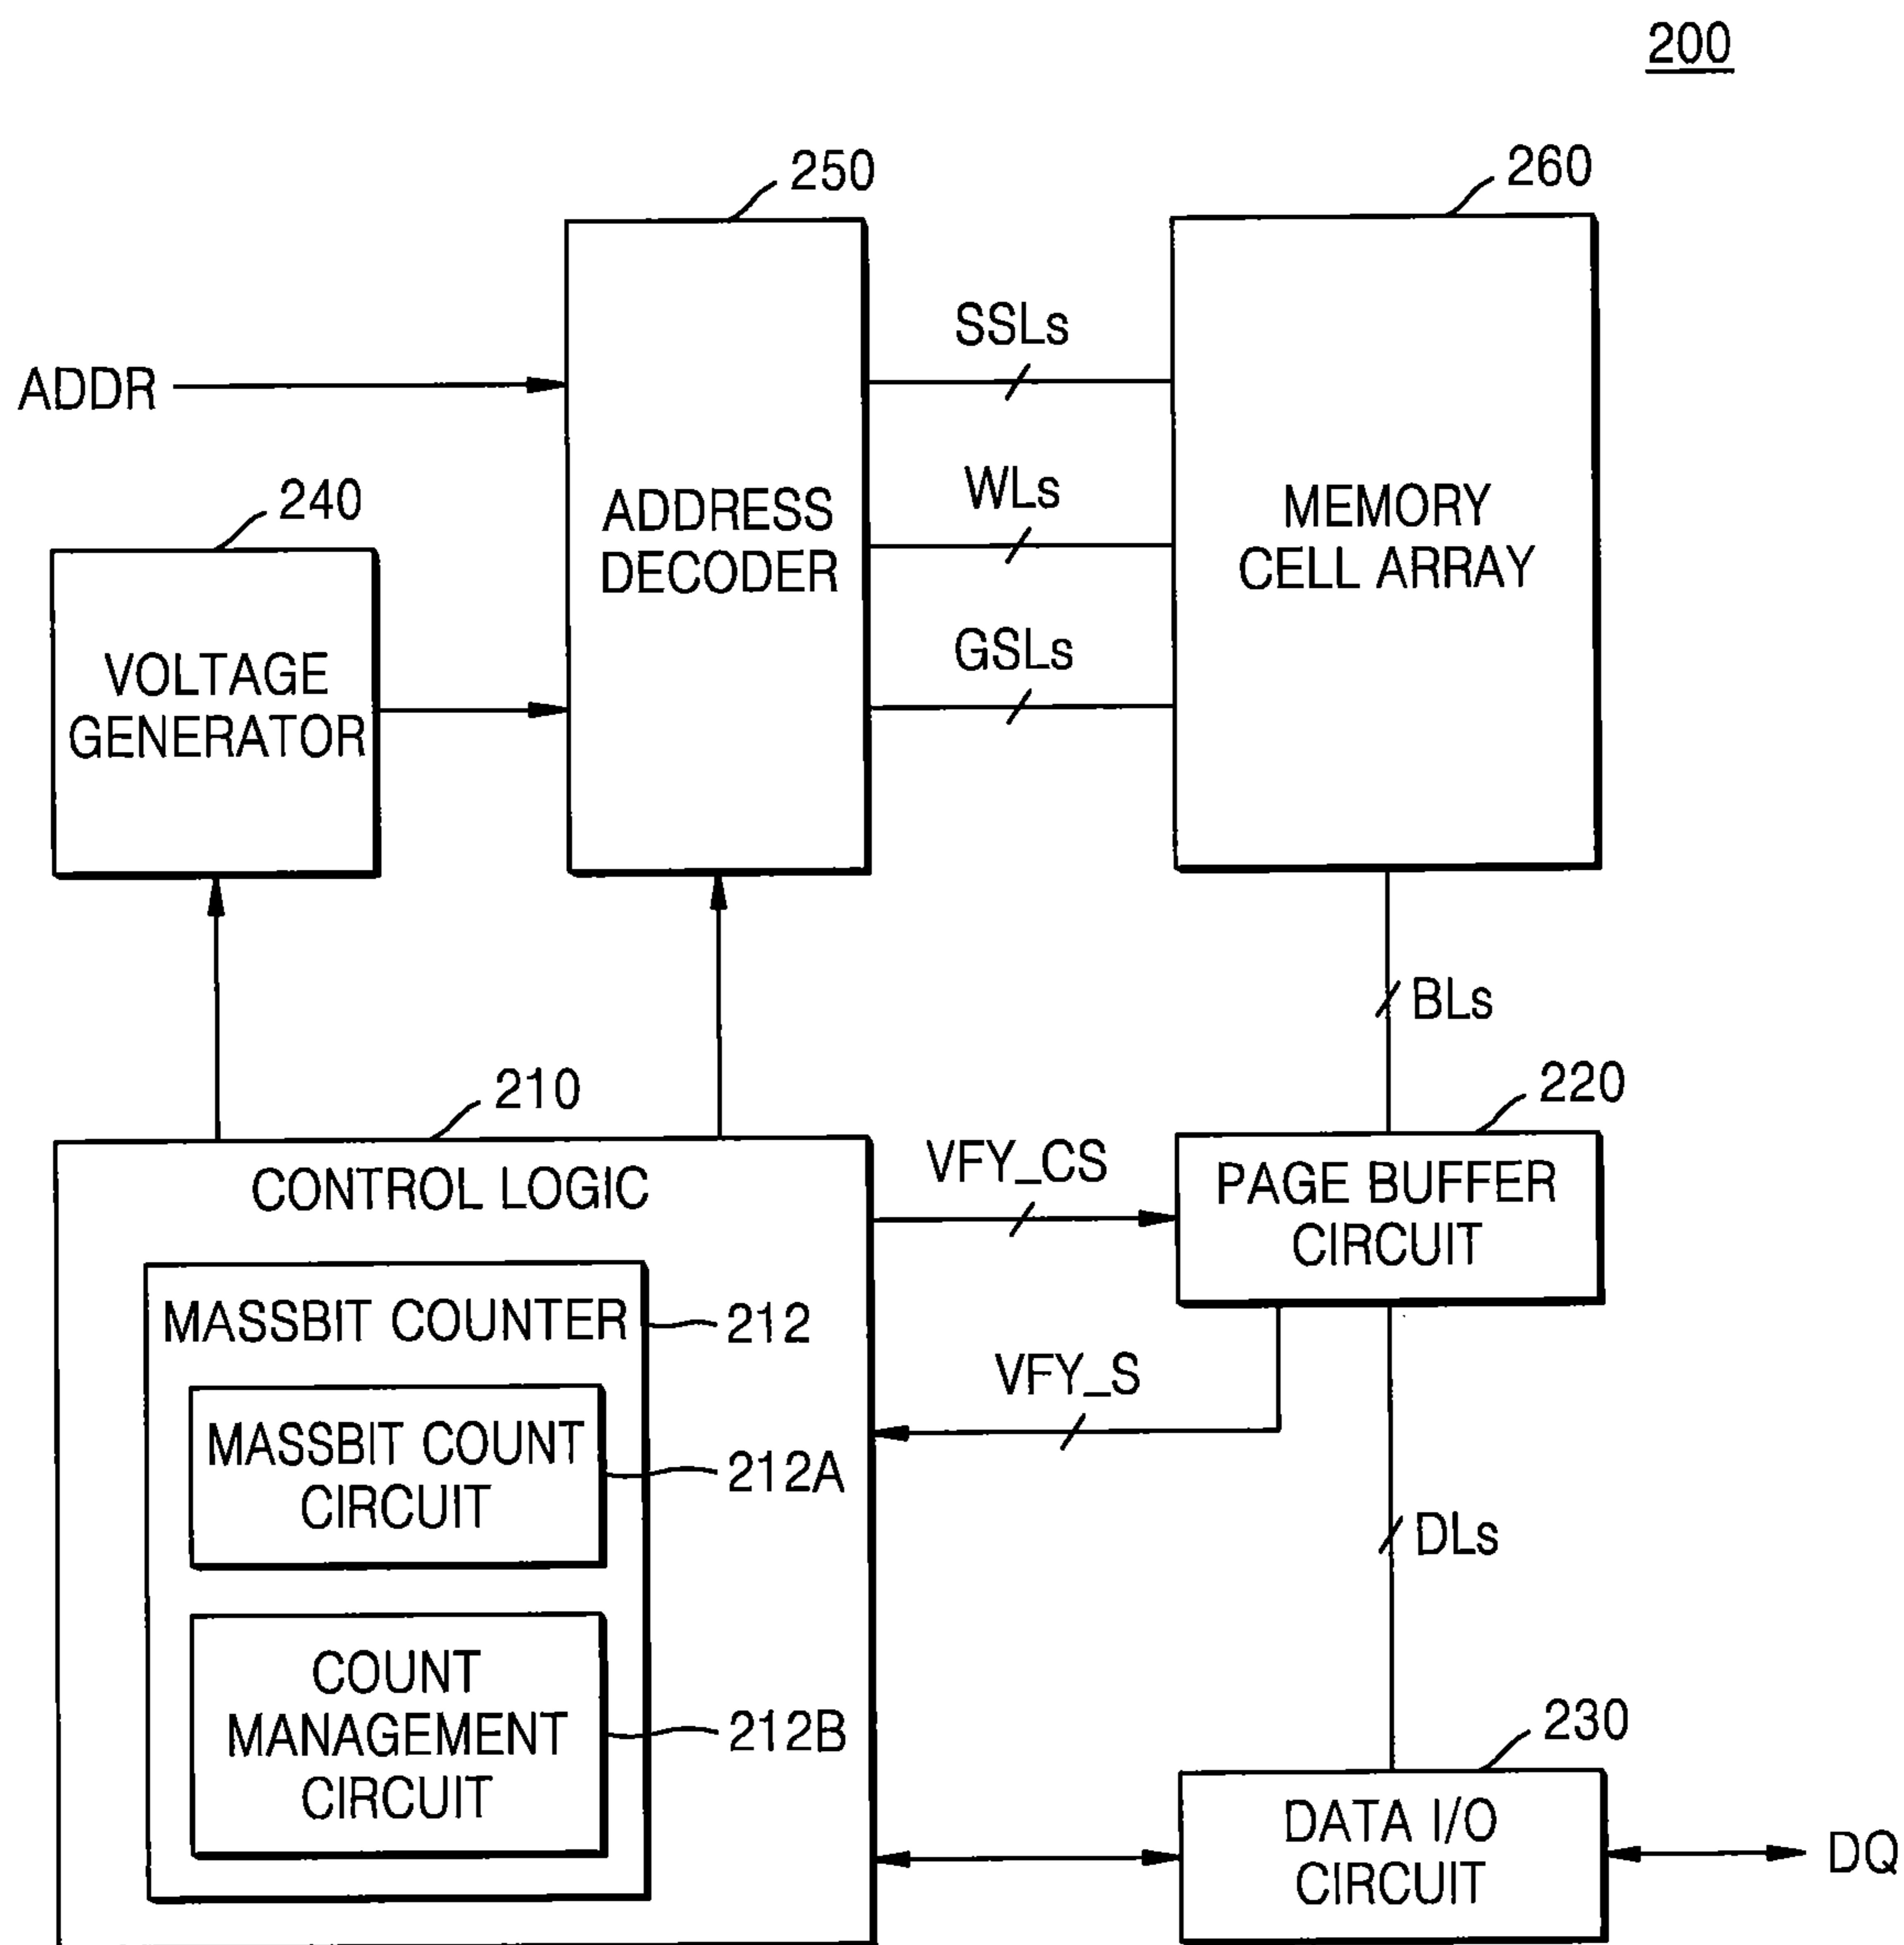 200
250
260
SSLs
ADDR
WLs
240
ADDRESS
DECODER
MEMORY
CELL ARRAY
GSLs
VOLTAGE
GENERATOR
BLs
210
220
CONTROL LOGIC
VFY_CS
PAGE BUFFER
CIRCUIT
MASSBIT COUNTER
212
VFY_S
MASSBIT COUNT
CIRCUIT
212A
DLs
COUNT
MANAGEMENT
CIRCUIT
212B
230
DATA I/O
CIRCUIT
DQ